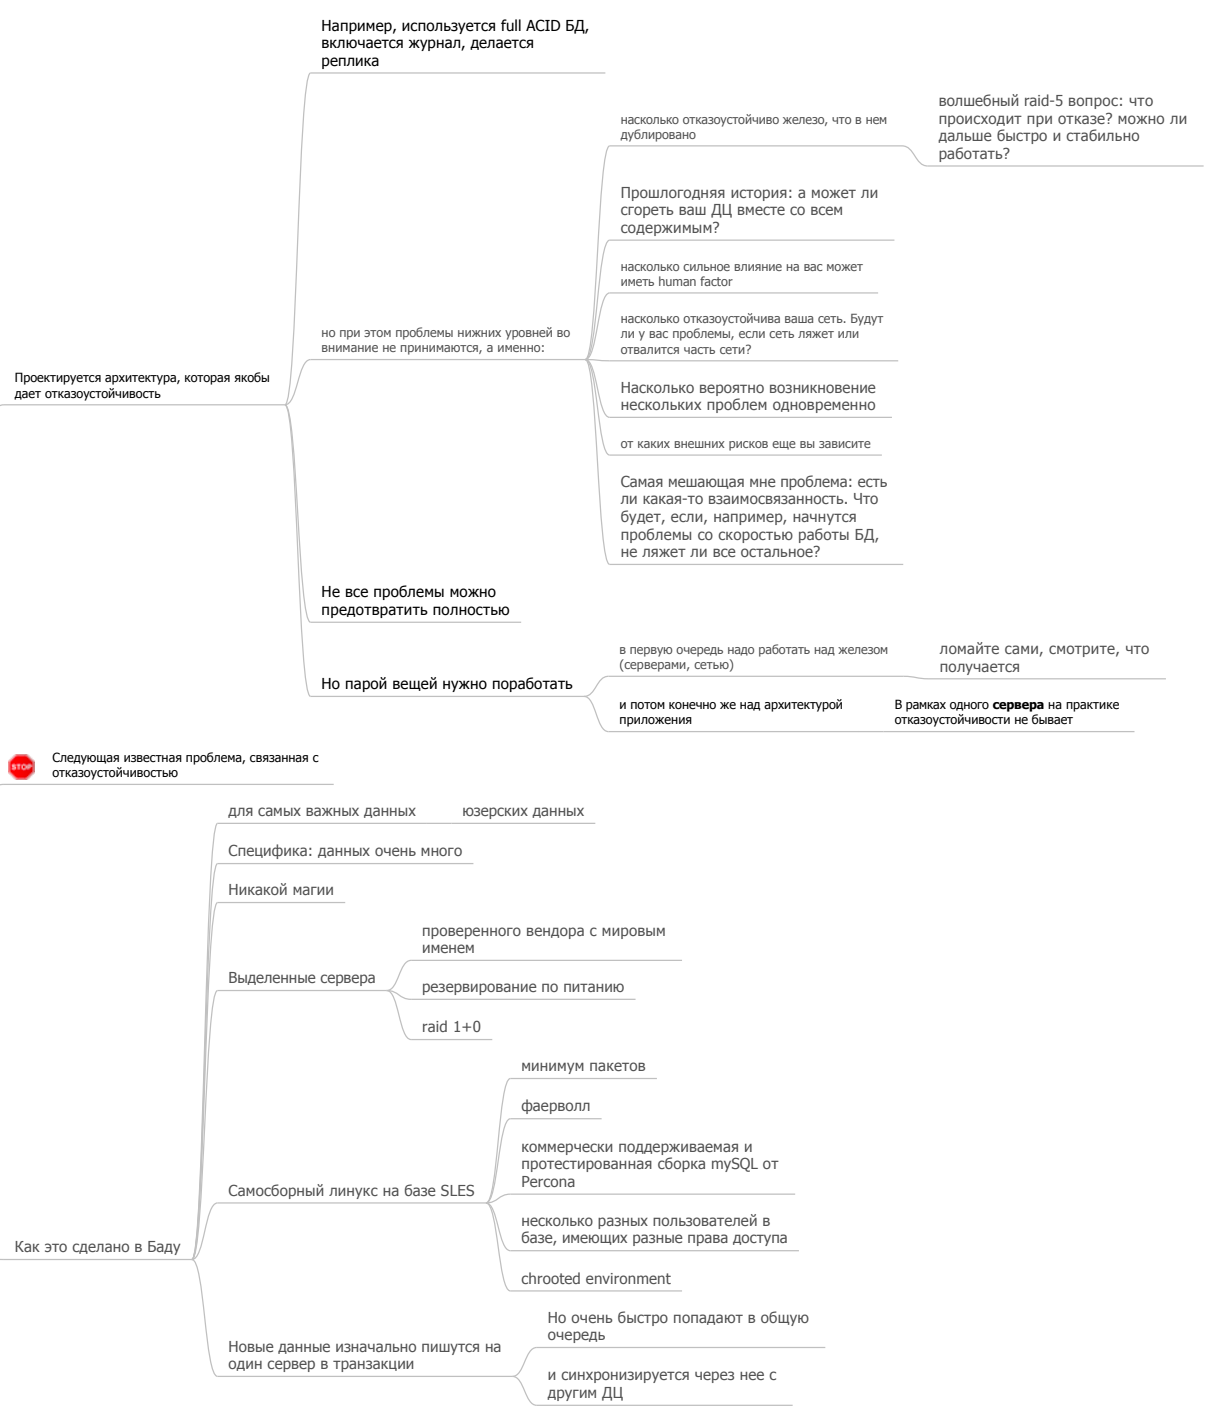 Например, используется full ACID БД,
включается журнал, делается
реплика
насколько отказоустойчиво железо, что в нем
дублировано
волшебный raid-5 вопрос: что
происходит при отказе? можно ли
дальше быстро и стабильно
работать?
Прошлогодняя история: а может ли
сгореть ваш ДЦ вместе со всем
содержимым?
насколько сильное влияние на вас может
иметь human factor
насколько отказоустойчива ваша сеть. Будут
ли у вас проблемы, если сеть ляжет или
отвалится часть сети?
но при этом проблемы нижних уровней во
внимание не принимаются, а именно:
Проектируется архитектура, которая якобы
дает отказоустойчивость
Насколько вероятно возникновение
нескольких проблем одновременно
от каких внешних рисков еще вы зависите
Самая мешающая мне проблема: есть
ли какая-то взаимосвязанность. Что
будет, если, например, начнутся
проблемы со скоростью работы БД,
не ляжет ли все остальное?
Не все проблемы можно
предотвратить полностью
Но парой вещей нужно поработать
в первую очередь надо работать над железом
(серверами, сетью)
ломайте сами, смотрите, что
получается
и потом конечно же над архитектурой
приложения
В рамках одного сервера на практике
отказоустойчивости не бывает
STOP
Следующая известная проблема, связанная с
отказоустойчивостью
для самых важных данных
юзерских данных
Специфика: данных очень много
Никакой магии
Выделенные сервера
проверенного вендора с мировым
именем
резервирование по питанию
raid 1+0
Самосборный линукс на базе SLES
минимум пакетов
фаерволл
коммерчески поддерживаемая и
протестированная сборка mySQL от
Percona
несколько разных пользователей в
базе, имеющих разные права доступа
chrooted environment
Как это сделано в Баду
Новые данные изначально пишутся на
один сервер в транзакции
Но очень быстро попадают в общую
очередь
и синхронизируется через нее с
другим ДЦ